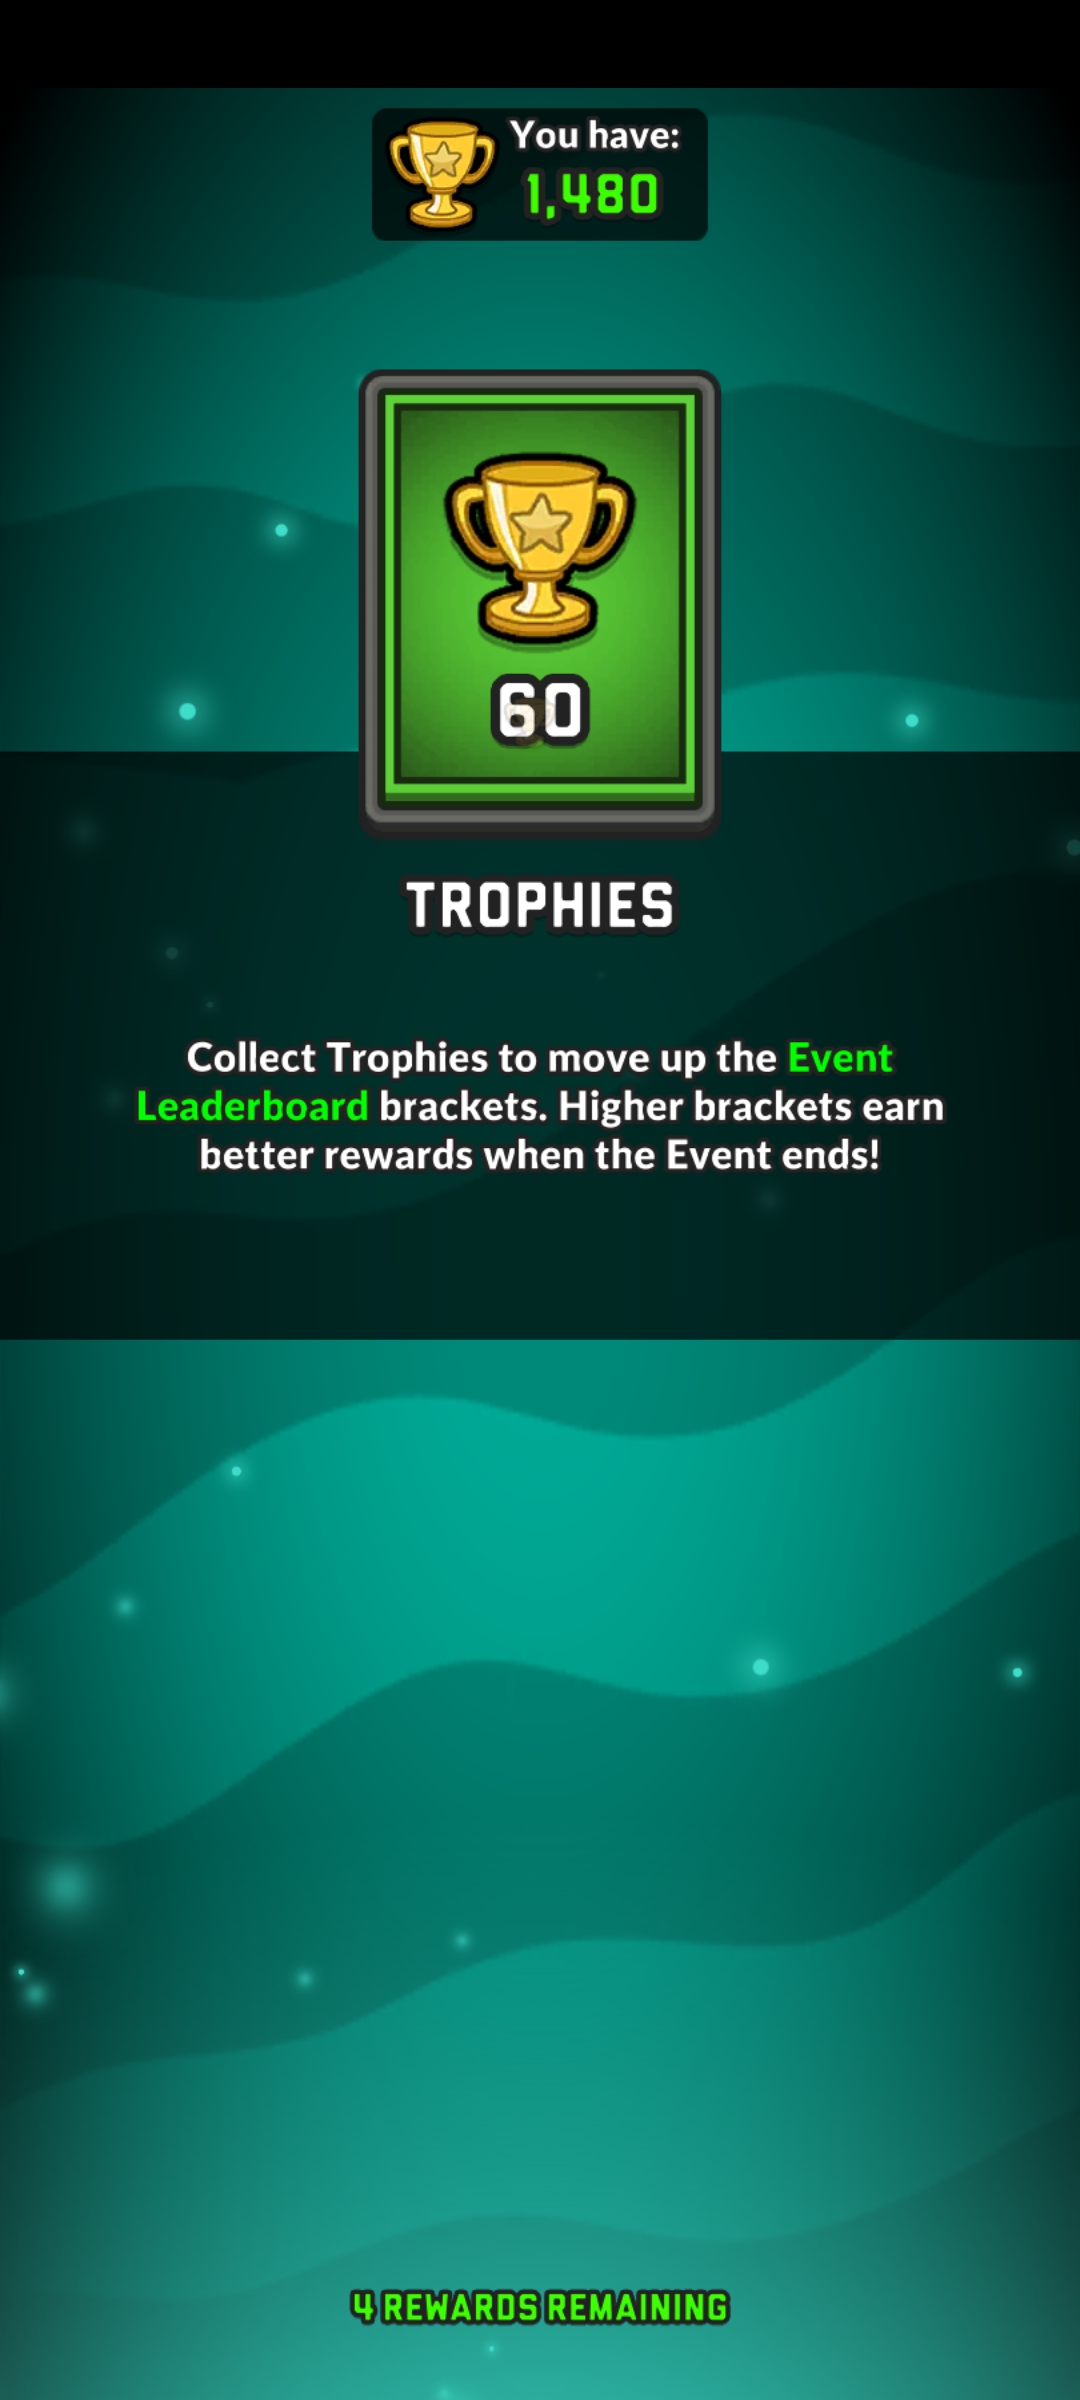 You have:
1,480
60
TROPHIES
Collect Trophies to move up the Event
Leaderboard brackets. Higher brackets earn
better rewards when the Event ends!
4 REWARDS REMAINING